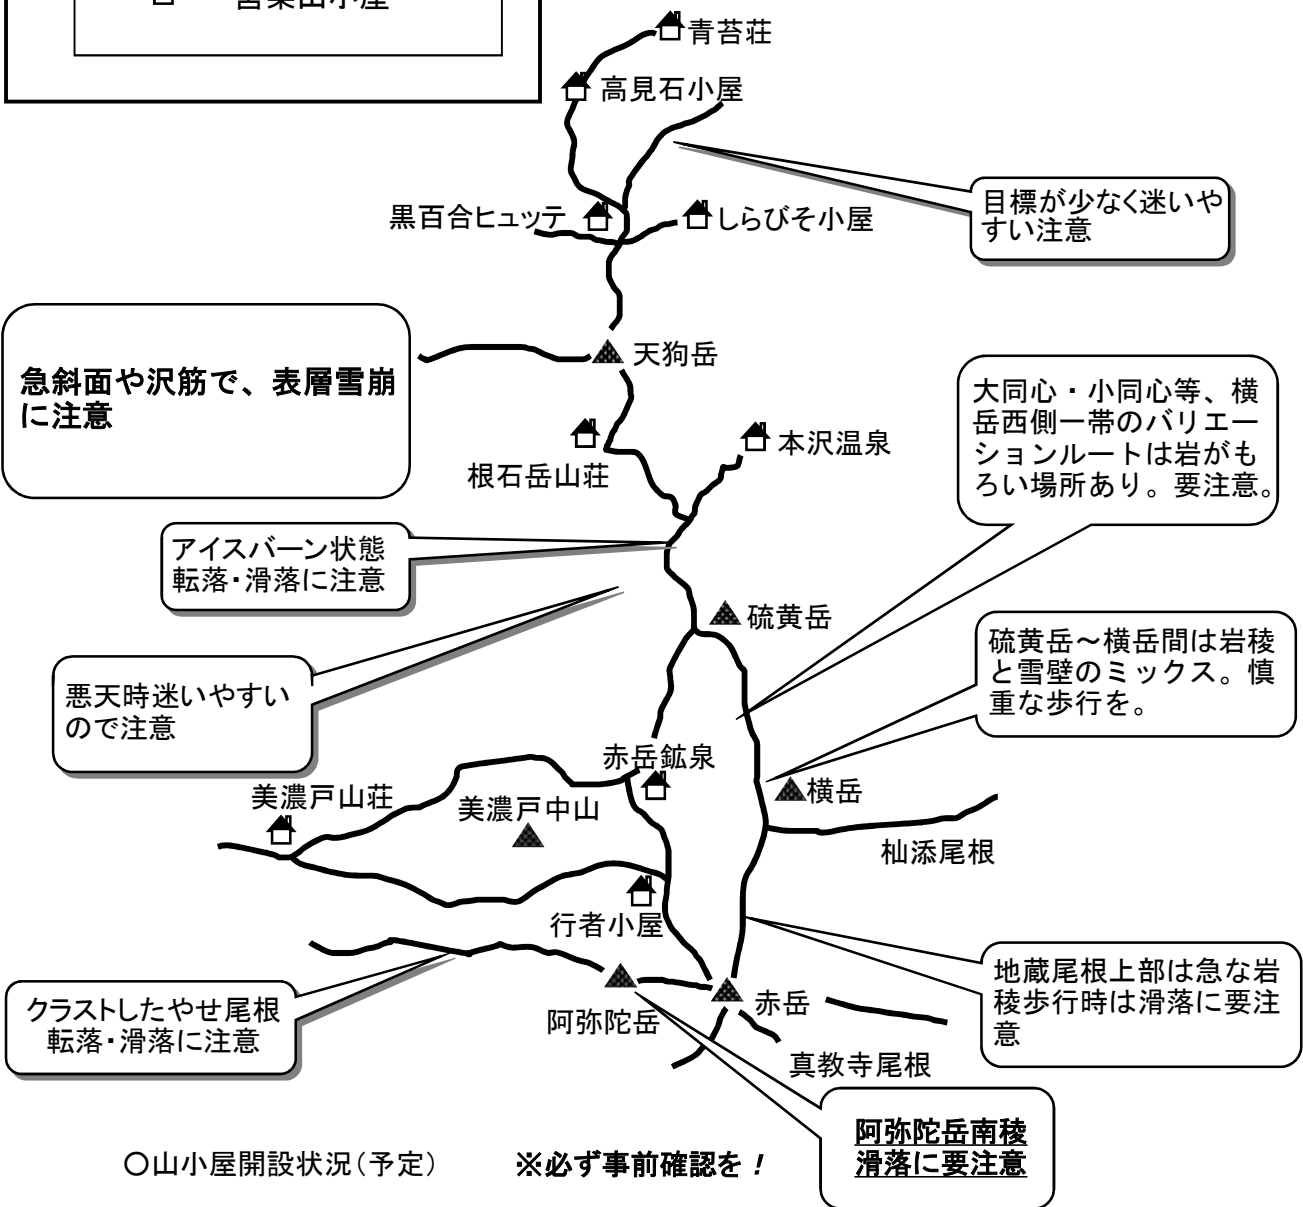 営業山小屋
青苔荘
高見石小屋
黒百合ヒュッテ
しらびそ小屋
目標が少なく迷いや
すい注意
急斜面や沢筋で、表層雪崩
に注意
天狗岳
大同心・小同心等、横
岳西側一帯のバリエー
ションルートは岩がも
ろい場所あり。要注意。
本沢温泉
根石岳山荘
アイスバーン状態
転落・滑落に注意
硫黄岳
硫黄岳～横岳間は岩稜
と雪壁のミックス。慎
重な歩行を。
悪天時迷いやすい
ので注意
赤岳鉱泉
美濃戸山荘
美濃戸中山
横岳
杣添尾根
行者小屋
地蔵尾根上部は急な岩
稜歩行時は滑落に要注
意
クラストしたやせ尾根
転落・滑落に注意
阿弥陀岳
赤岳
真教寺尾根
阿弥陀岳南稜
滑落に要注意
○山小屋開設状況（予定）　※必ず事前確認を！